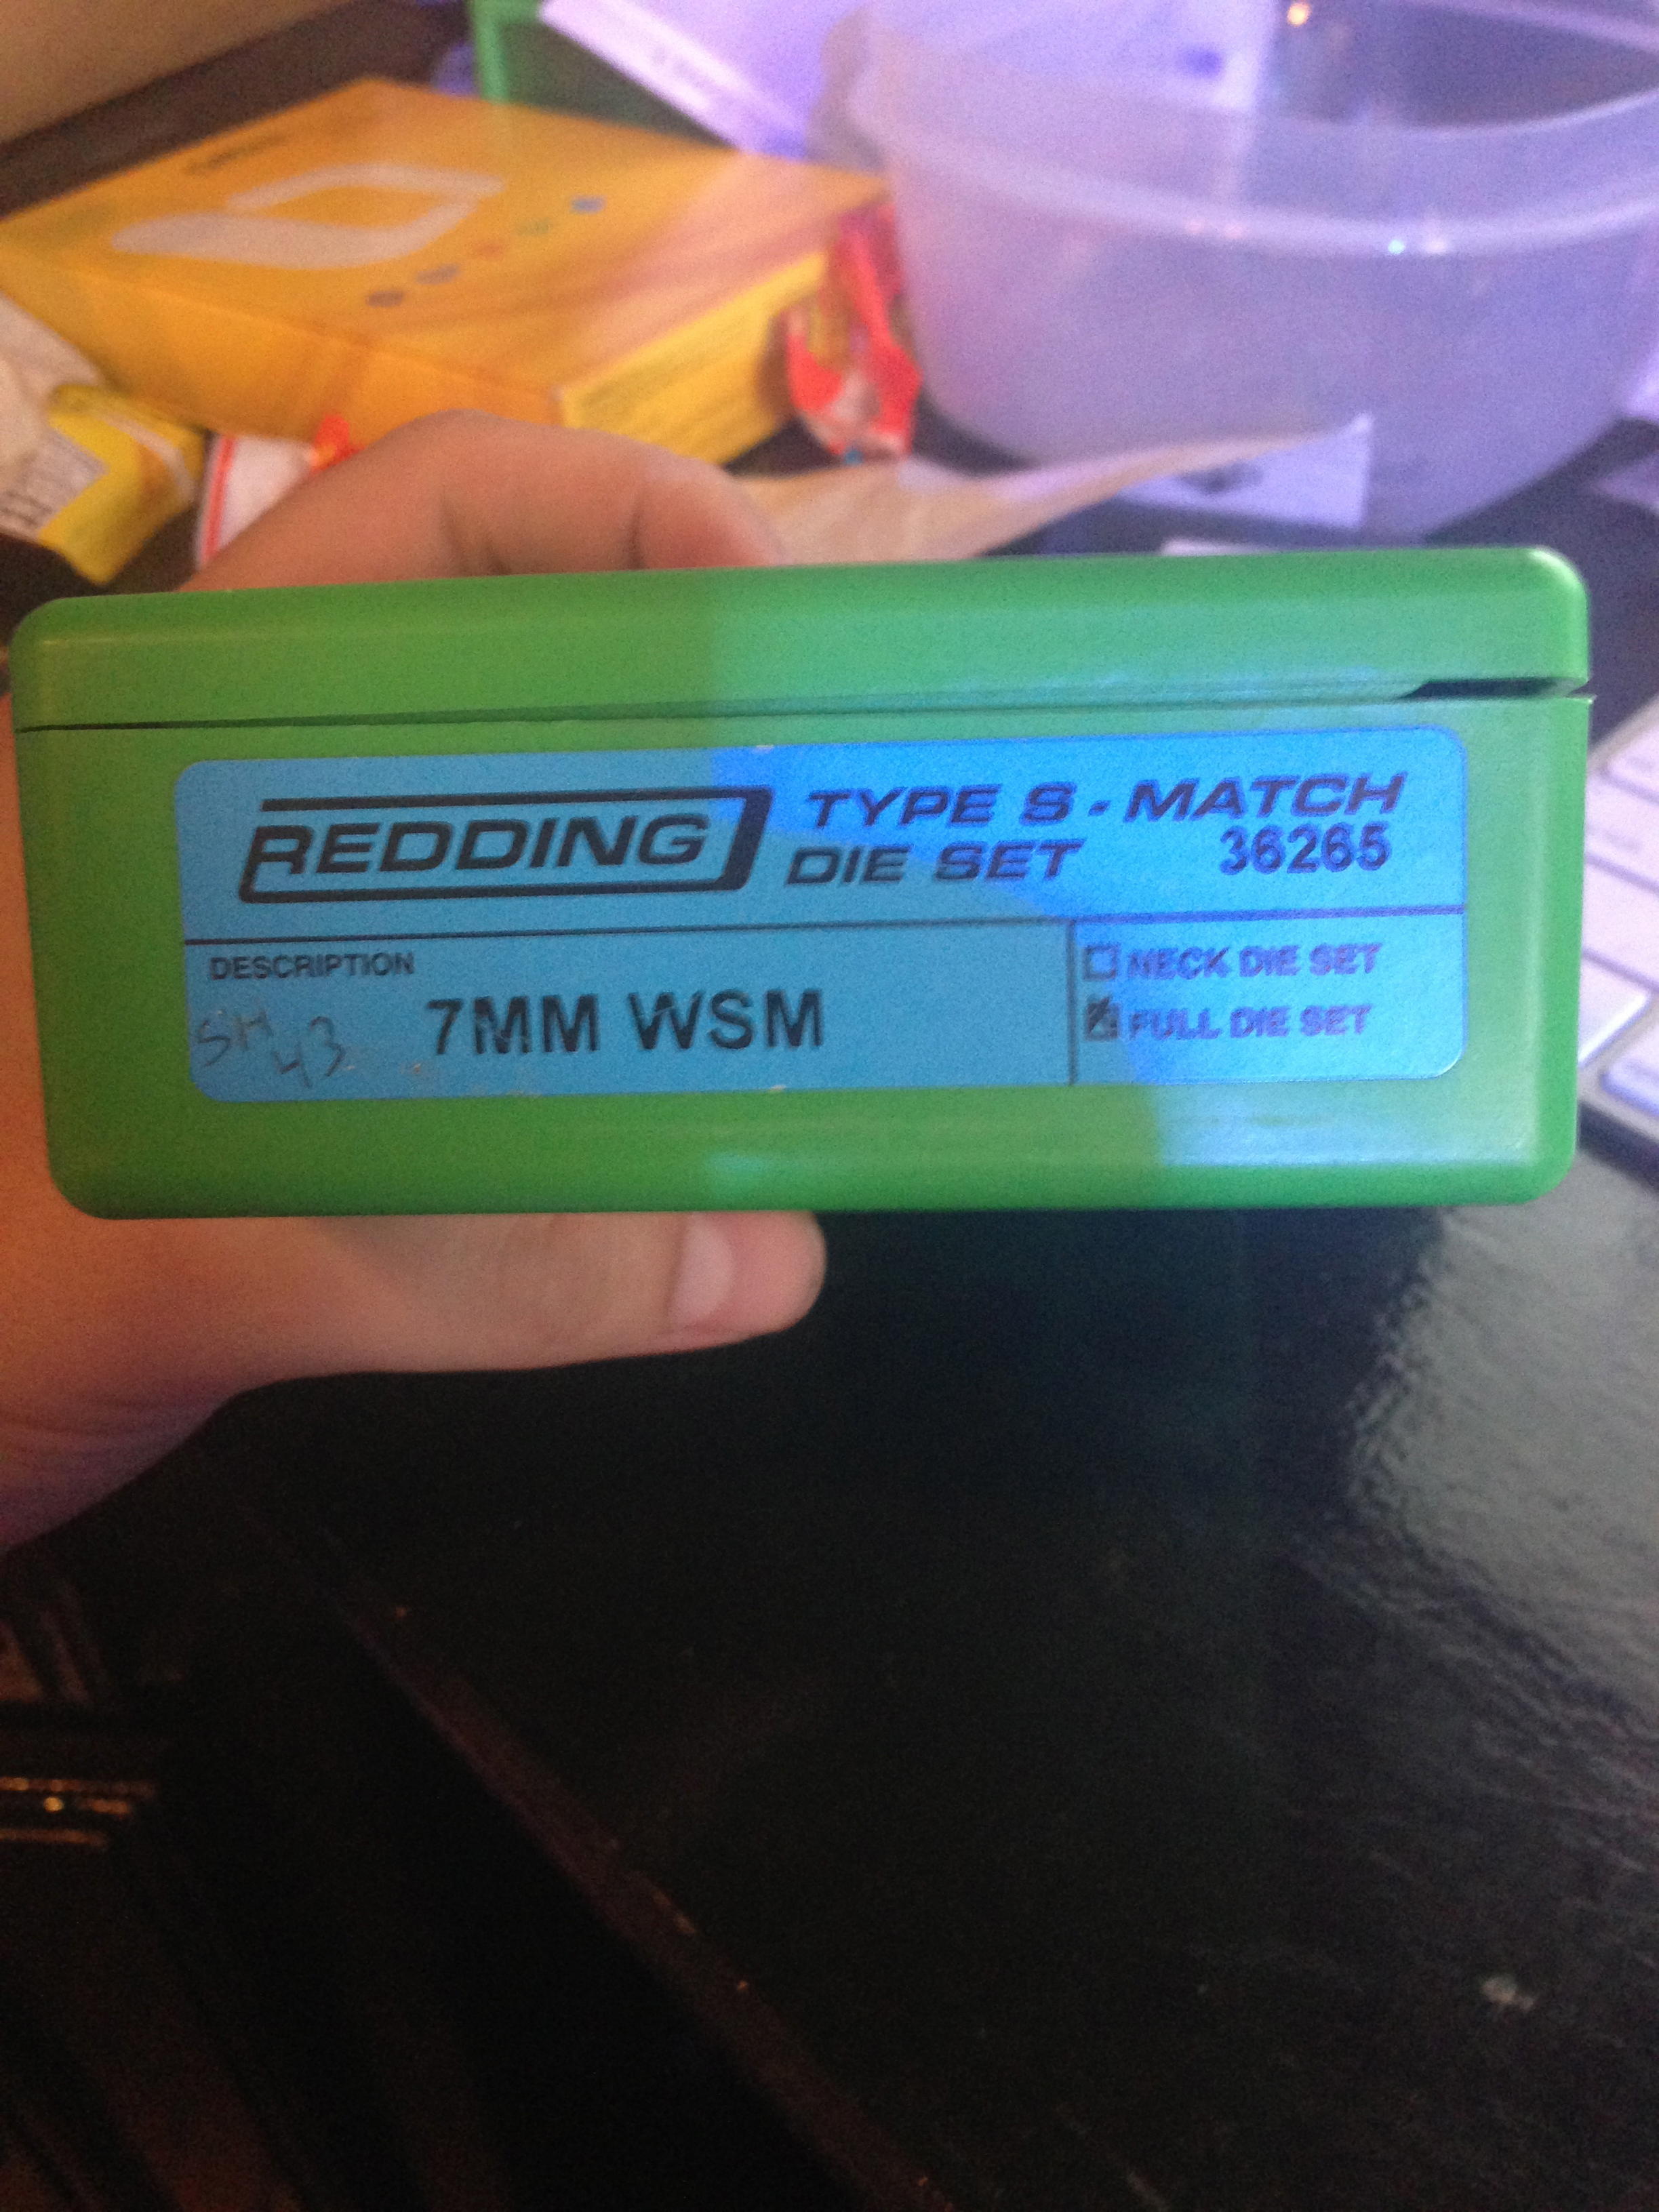 REDDING
TYPE S - MATCH
DIE SET 36265
DESCRIPTION
7MM WSM
SH
43
NECK DIE SET
FULL DIE SET